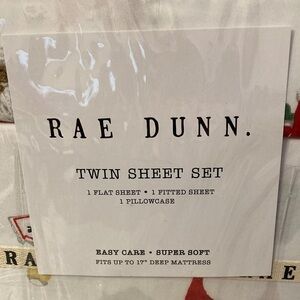 RAE DUNN.
TWIN SHEET SET
1 FLAT SHEET • 1 FITTED SHEET
1 PILLOWCASE
EASY CARE • SUPER SOFT
FITS UP TO 17" DEEP MATTRESS